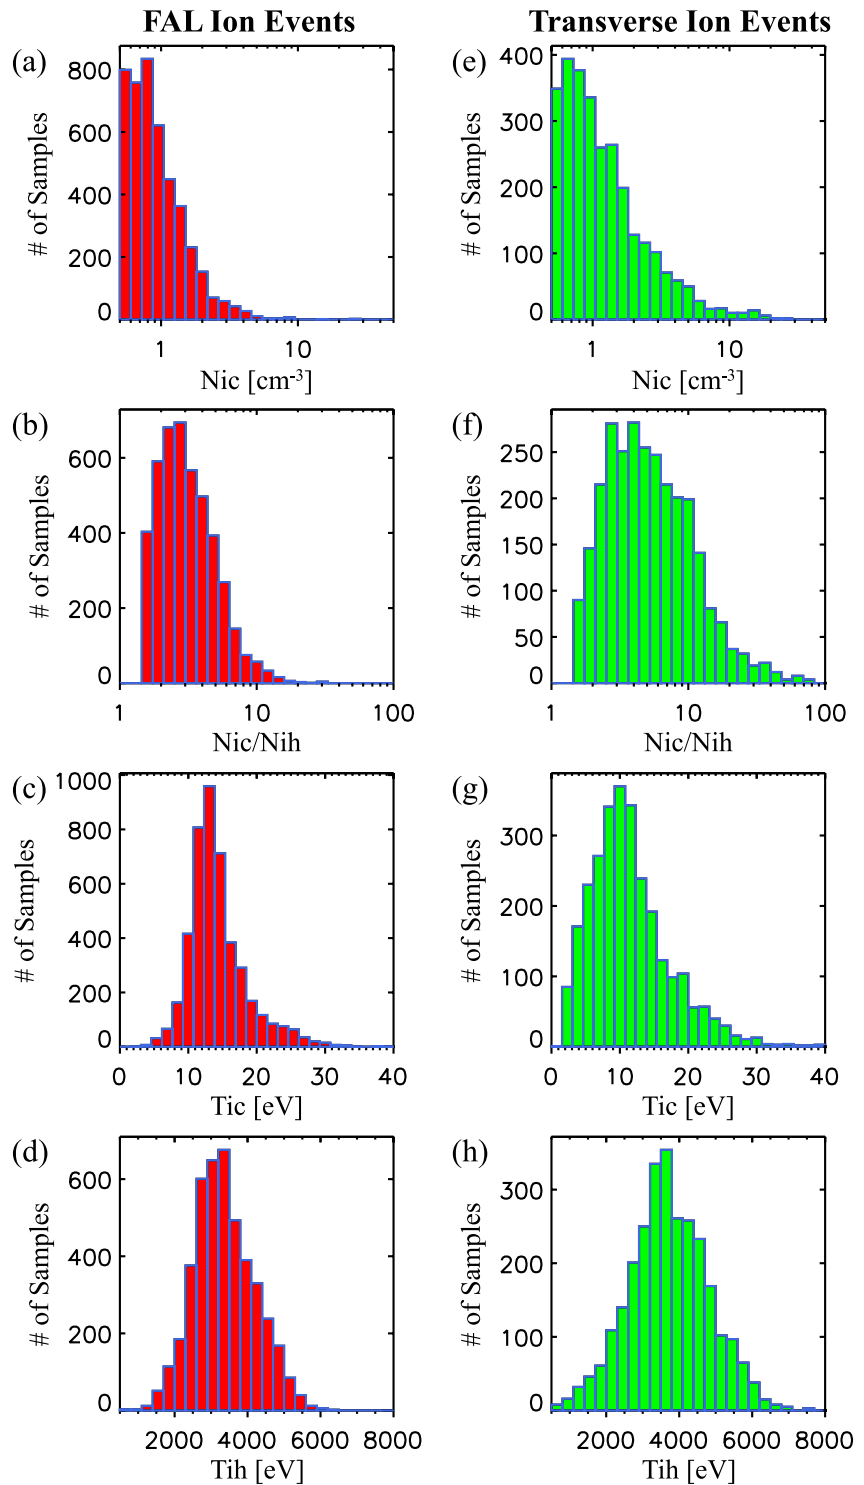 FAL Ion Events
Transverse Ion Events
(a)
800
600
400
200
0
# of Samples
1 10
Nic [cm-3]
(e)
400
300
200
100
0
# of Samples
1 10
Nic [cm-3]
(b)
600
400
200
0
# of Samples
1 10 100
Nic/Nih
(f)
250
200
150
100
50
0
# of Samples
1 10 100
Nic/Nih
(c)
1000
800
600
400
200
0
# of Samples
0 10 20 30 40
Tic [eV]
(g)
300
200
100
0
# of Samples
0 10 20 30 40
Tic [eV]
(d)
600
400
200
0
# of Samples
2000 4000 6000 8000
Tih [eV]
(h)
300
200
100
0
# of Samples
2000 4000 6000 8000
Tih [eV]